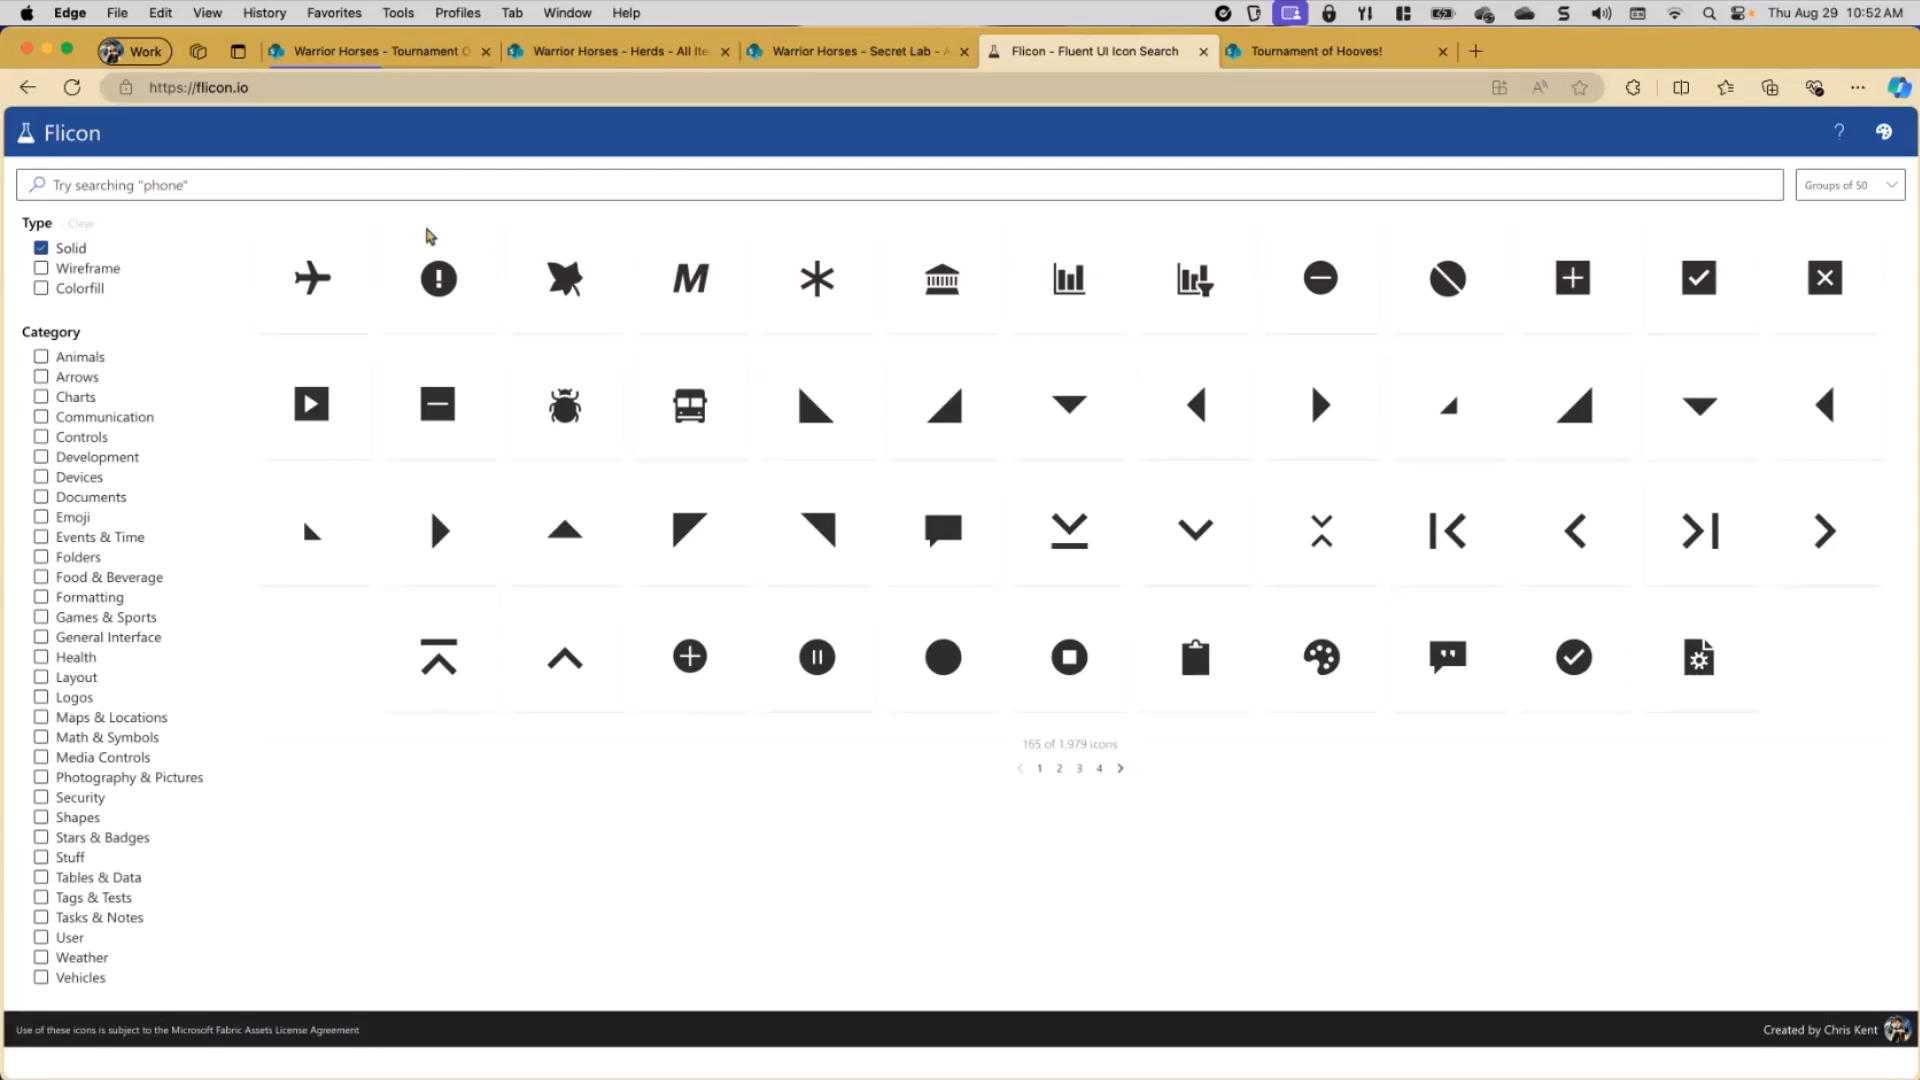 Edge File Edit View History Favorites Tools Profiles Tab Window Help Thu Aug 29 10:52 AM
Work Warrior Horses - Tournament Warrior Horses - Herds - All Ite Warrior Horses - Secret Lab - Flicon - Fluent UI Icon Search Tournament of Hooves!
https://flicon.io
Flicon
Try searching "phone" Groups of 50
Type - Clear
Solid
Wireframe
Colorfill
Category
Animals
Arrows
Charts
Communication
Controls
Development
Devices
Documents
Emoji
Events & Time
Folders
Food & Beverage
Formatting
Games & Sports
General Interface
Health
Layout
Logos
Maps & Locations
Math & Symbols
Media Controls
Photography & Pictures
Security
Shapes
Stars & Badges
Stuff
Tables & Data
Tags & Tests
Tasks & Notes
User
Weather
Vehicles
165 of 1,979 icons
1 2 3 4
Use of these icons is subject to the Microsoft Fabric Assets License Agreement
Created by Chris Kent